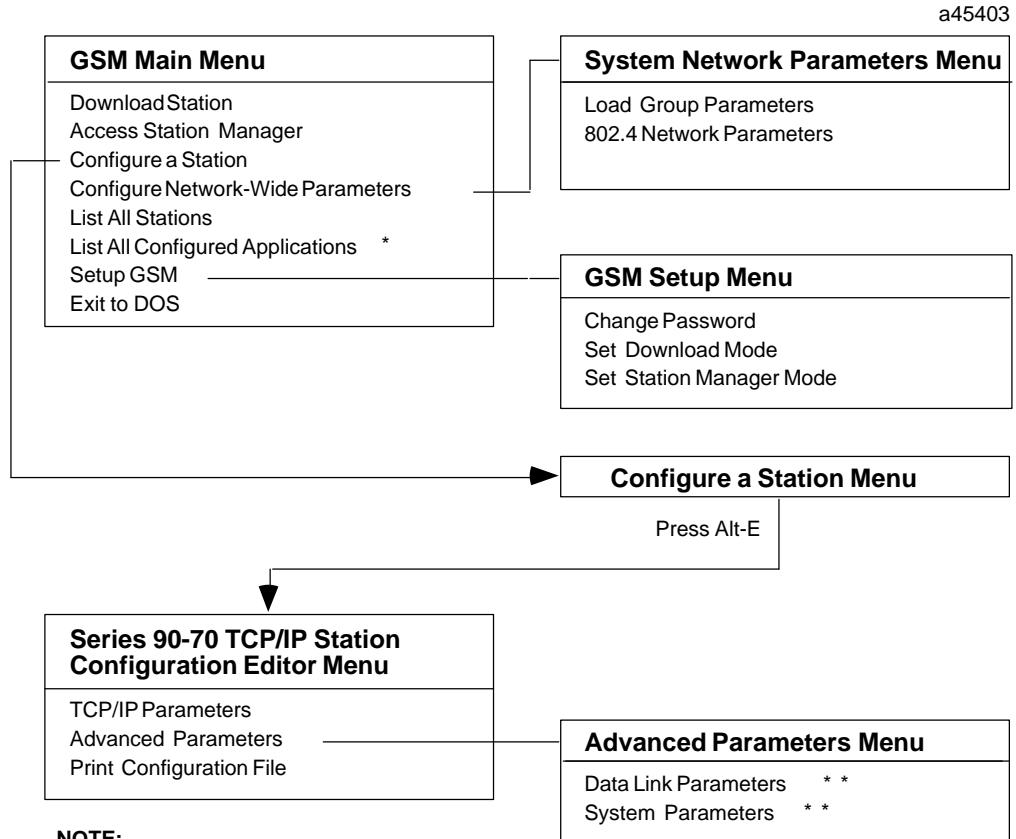 a45403
GSM Main Menu
Download Station
Access Station Manager
Configure a Station
Configure Network-Wide Parameters
List All Stations
List All Configured Applications *
Setup GSM
Exit to DOS
System Network Parameters Menu
Load Group Parameters
802.4 Network Parameters
GSM Setup Menu
Change Password
Set Download Mode
Set Station Manager Mode
Configure a Station Menu
Press Alt-E
Series 90-70 TCP/IP Station
Configuration Editor Menu
TCP/IP Parameters
Advanced Parameters
Print Configuration File
Advanced Parameters Menu
Data Link Parameters * *
System Parameters * *
NOTE: